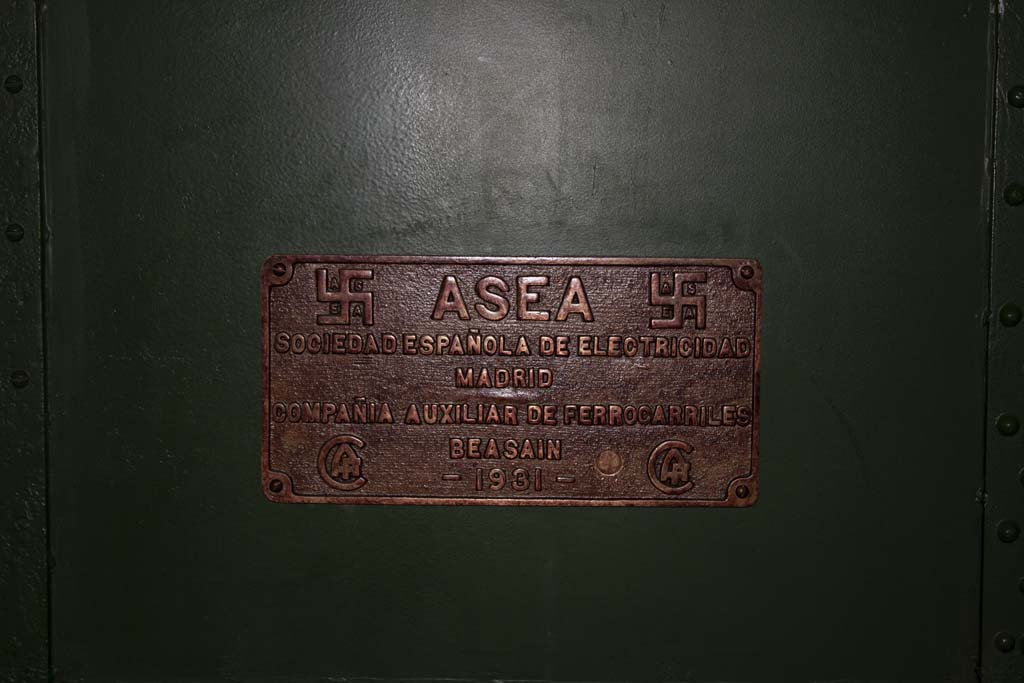 ASEA
SOCIEDAD ESPAÑOLA DE ELECTRICIDAD
MADRID
COMPAÑIA AUXILIAR DE FERROCARRILES
BEASAIN
- 1931 -